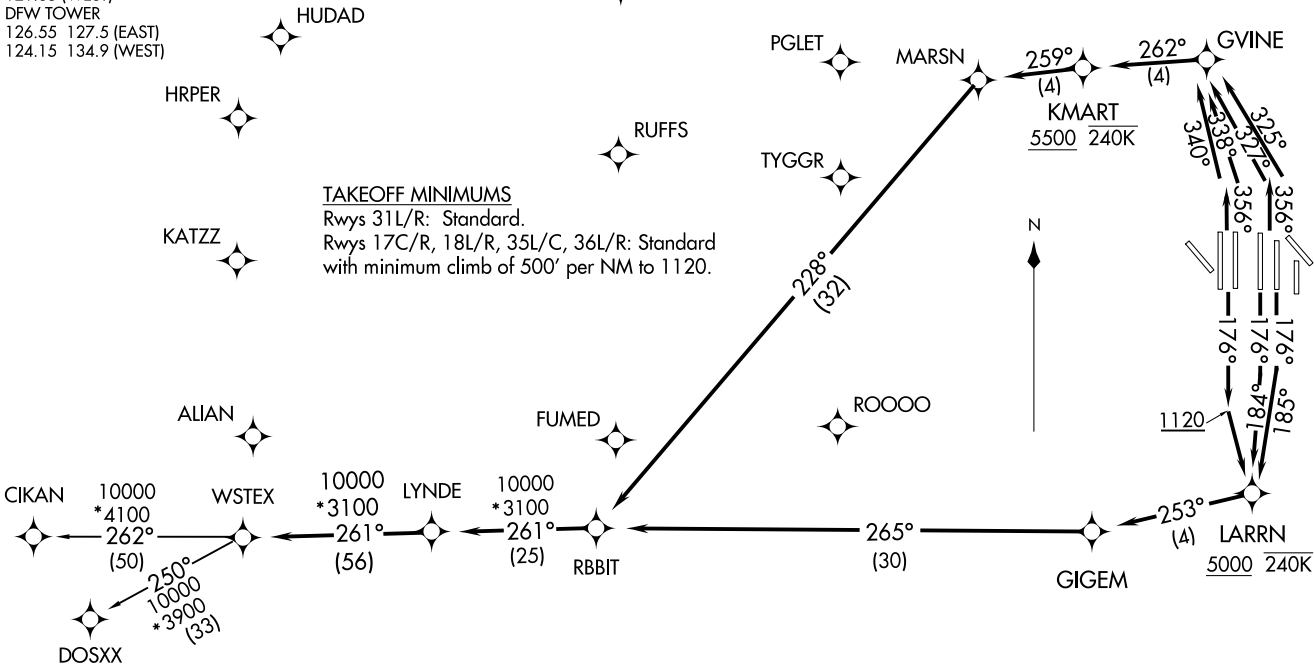 DFW TOWER
126.55 127.5 (EAST)
124.15 134.9 (WEST)
HUDAD
HRPER
KATZZ
RUFFS
PGLET
TYGGR
MARSN
259°
(4)
262°
(4)
GVINE
KMART
5500 240K
340°
338°
327°
325°
356°
356°
TAKEOFF MINIMUMS
Rwys 31L/R: Standard.
Rwys 17C/R, 18L/R, 35L/C, 36L/R: Standard
with minimum climb of 500' per NM to 1120.
N
228°
(32)
176°
176°
176°
184°
185°
1120
ALIAN
FUMED
ROOOO
CIKAN
10000
*4100
262°
(50)
WSTEX
10000
*3100
261°
(56)
LYNDE
10000
*3100
261°
(25)
RBBIT
265°
(30)
GIGEM
253°
(4)
LARRN
5000 240K
250°
10000
*3900
(33)
DOSXX